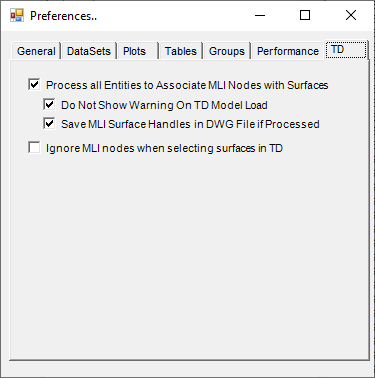 Preferences..
General DataSets Plots Tables Groups Performance TD
Process all Entities to Associate MLI Nodes with Surfaces
Do Not Show Warning On TD Model Load
Save MLI Surface Handles in DWG File if Processed
Ignore MLI nodes when selecting surfaces in TD